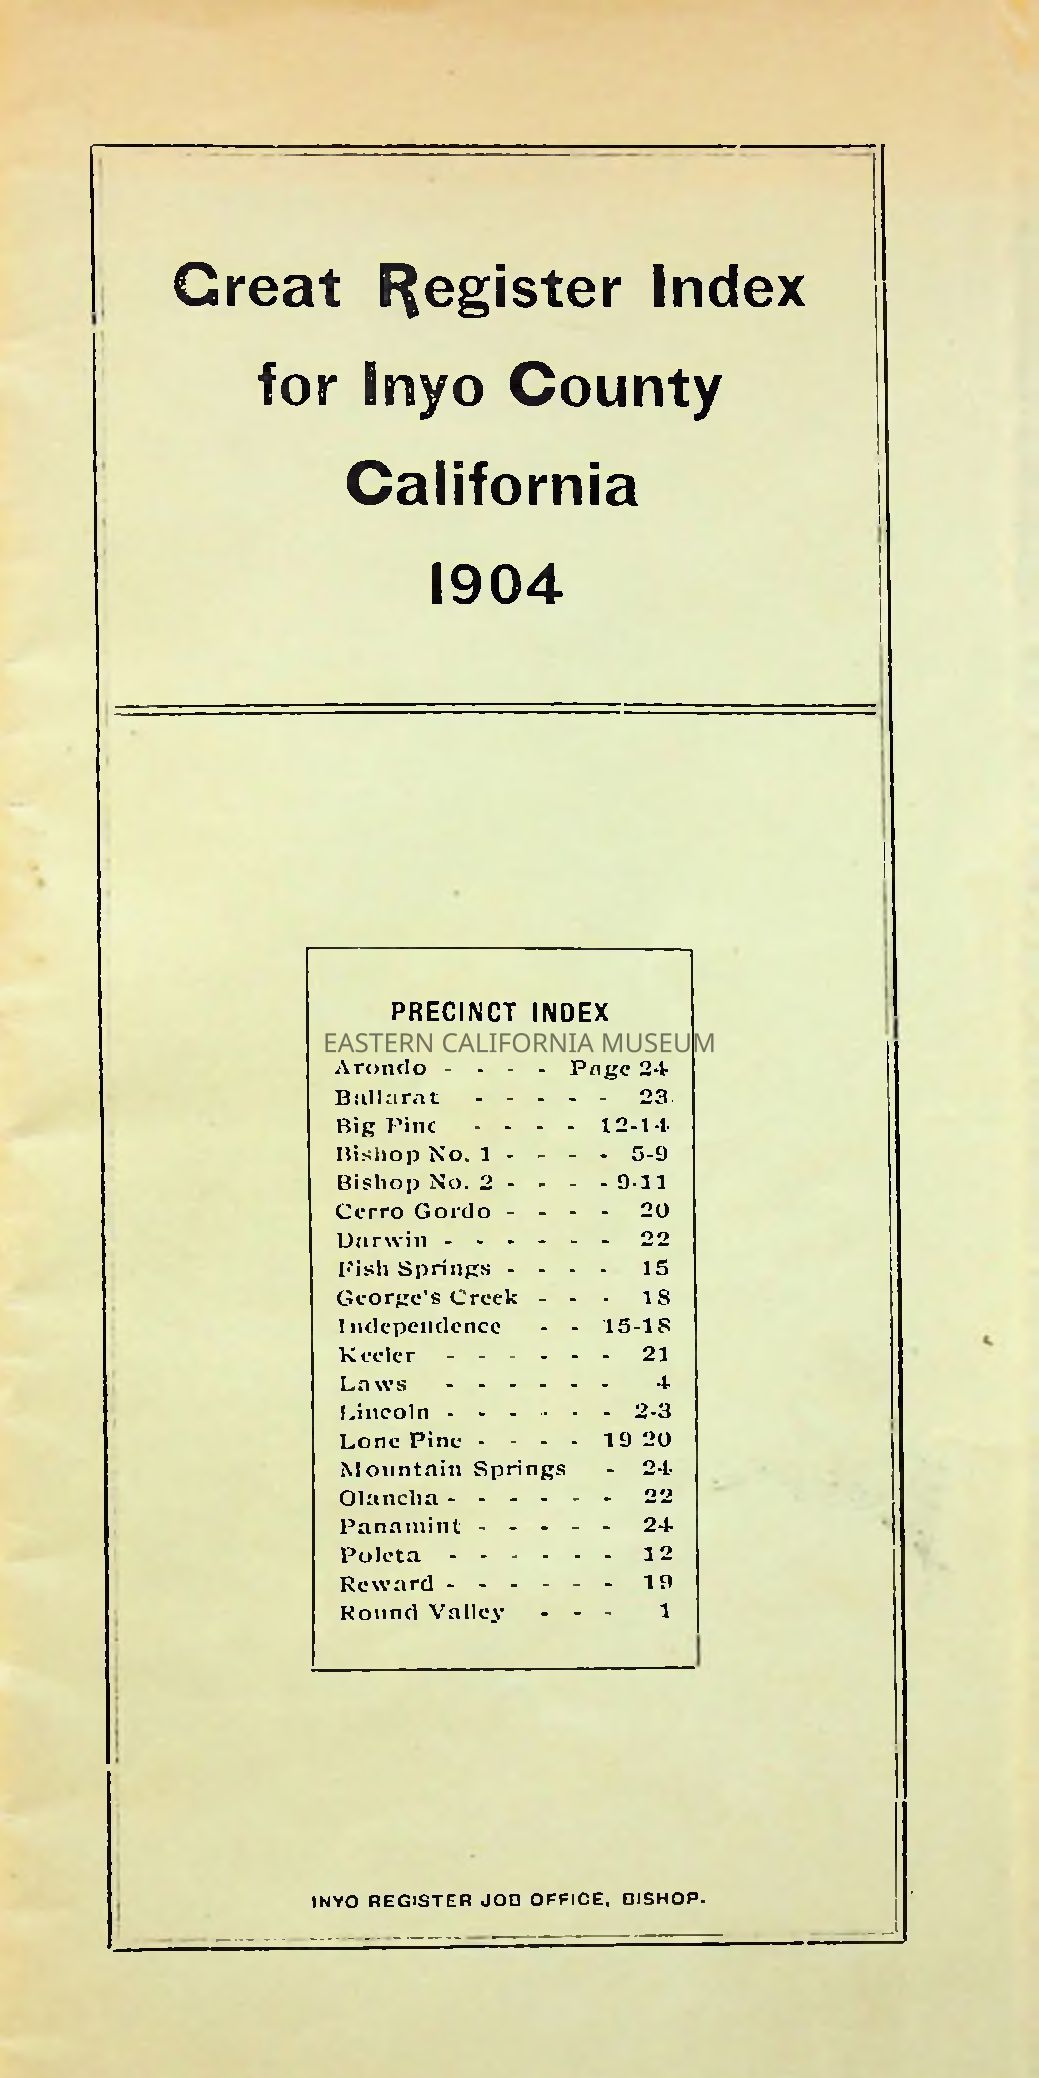 Great Register Index
for Inyo County
California
1904
PRECINCT INDEX
EASTERN CALIFORNIA MUSEUM
Arondo - - - - Page 24
Ballarat - - - - - 23
Big Pine - - - - 12-14
Bishop No. 1 - - - - 5-9
Bishop No. 2 - - - - 9-11
Cerro Gordo - - - - 20
Darwin - - - - - - 22
Fish Springs - - - - 15
George's Creek - - - 18
Independence - - 15-18
Keeler - - - - - - 21
Laws - - - - - - 4
Lincoln - - - - - - 2-3
Lone Pine - - - - 19 20
Mountain Springs - 24
Olancha - - - - - - 22
Panamint - - - - - 24
Poleta - - - - - - 12
Reward - - - - - - 19
Round Valley - - - 1
INYO REGISTER JOB OFFICE, BISHOP.